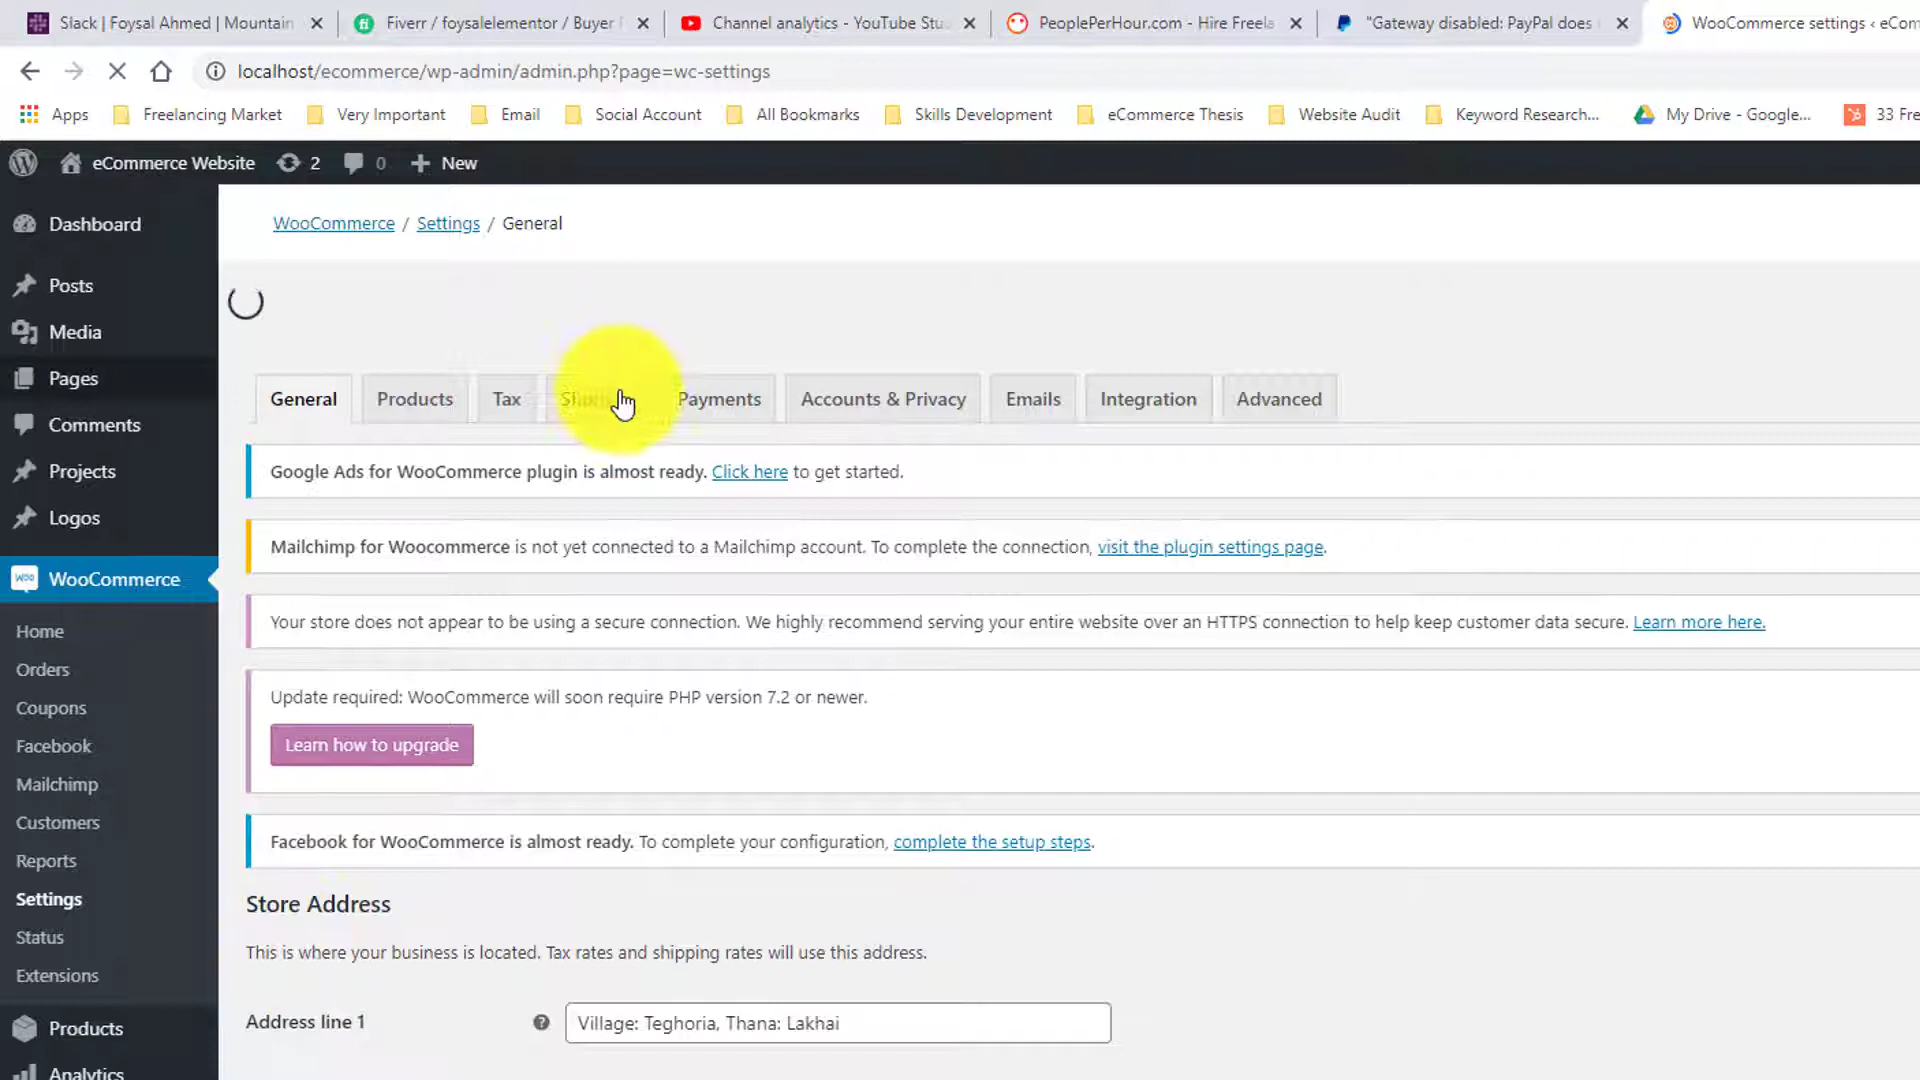 Slack | Foysal Ahmed | Mountain
Fiverr / foysalelementor / Buyer
Channel analytics - YouTube Stu
PeoplePerHour.com - Hire Freela
"Gateway disabled: PayPal does
WooCommerce settings ‹ eCom
localhost/ecommerce/wp-admin/admin.php?page=wc-settings
Apps
Freelancing Market
Very Important
Email
Social Account
All Bookmarks
Skills Development
eCommerce Thesis
Website Audit
Keyword Research...
My Drive - Google...
33 Fre
eCommerce Website
2
0
New
WooCommerce / Settings / General
Dashboard
Posts
Media
Pages
Comments
Projects
Logos
WooCommerce
Home
Orders
Coupons
Facebook
Mailchimp
Customers
Reports
Settings
Status
Extensions
Products
Analytics
General
Products
Tax
Payments
Accounts & Privacy
Emails
Integration
Advanced
Google Ads for WooCommerce plugin is almost ready. Click here to get started.
Mailchimp for Woocommerce is not yet connected to a Mailchimp account. To complete the connection, visit the plugin settings page.
Your store does not appear to be using a secure connection. We highly recommend serving your entire website over an HTTPS connection to help keep customer data secure. Learn more here.
Update required: WooCommerce will soon require PHP version 7.2 or newer.
Learn how to upgrade
Facebook for WooCommerce is almost ready. To complete your configuration, complete the setup steps.
Store Address
This is where your business is located. Tax rates and shipping rates will use this address.
Address line 1
Village: Teghoria, Thana: Lakhai